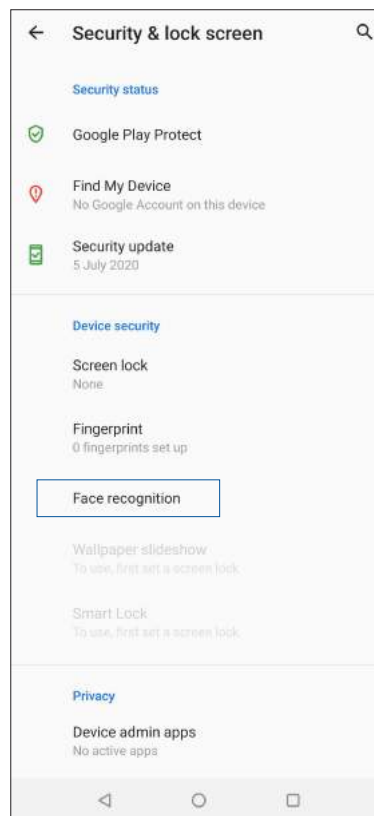 Security & lock screen
Security status
Google Play Protect
Find My Device
No Google Account on this device
Security update
5 July 2020
Device security
Screen lock
None
Fingerprint
0 fingerprints set up
Face recognition
Wallpaper slideshow
To use, first set a screen lock
Smart Lock
To use, first set a screen lock
Privacy
Device admin apps
No active apps